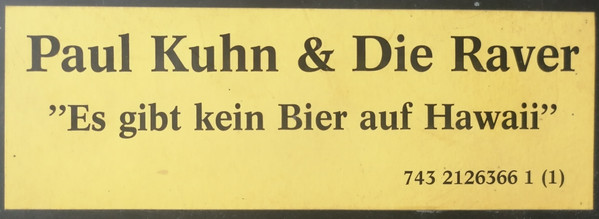 Paul Kuhn & Die Raver
”Es gibt kein Bier auf Hawaii”
743 2126366 1 (1)